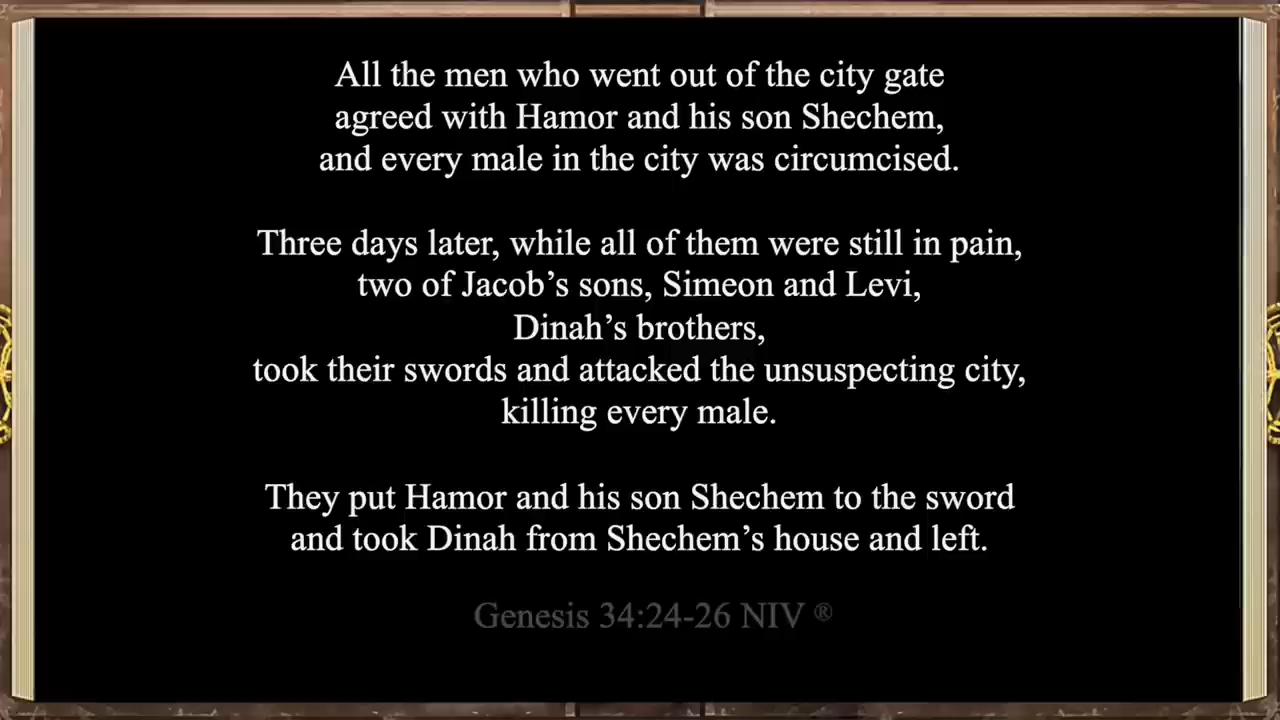 All the men who went out of the city gate
agreed with Hamor and his son Shechem,
and every male in the city was circumcised.
Three days later, while all of them were still in pain,
two of Jacob’s sons, Simeon and Levi,
Dinah’s brothers,
took their swords and attacked the unsuspecting city,
killing every male.
They put Hamor and his son Shechem to the sword
and took Dinah from Shechem’s house and left.
Genesis 34:24-26 NIV ®